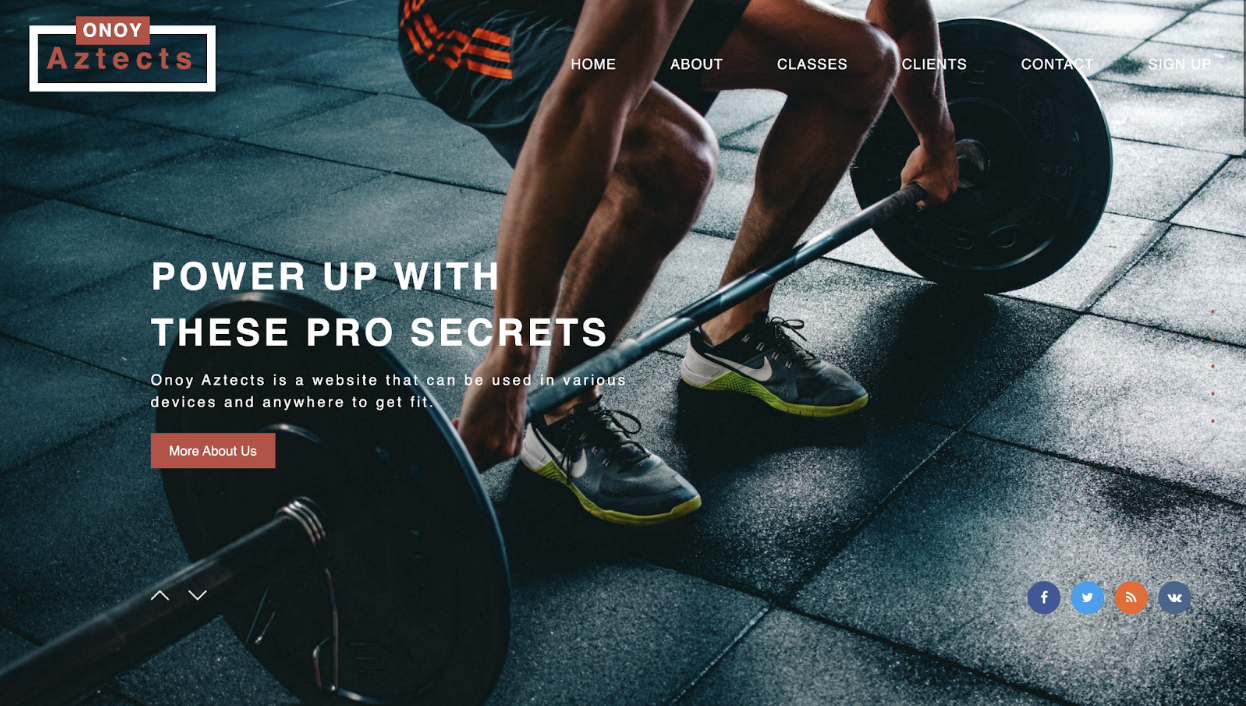 ONOY
Aztects
HOME ABOUT CLASSES CLIENTS CONTACT SIGN UP
POWER UP WITH
THESE PRO SECRETS
Onoy Aztects is a website that can be used in various
devices and anywhere to get fit.
More About Us